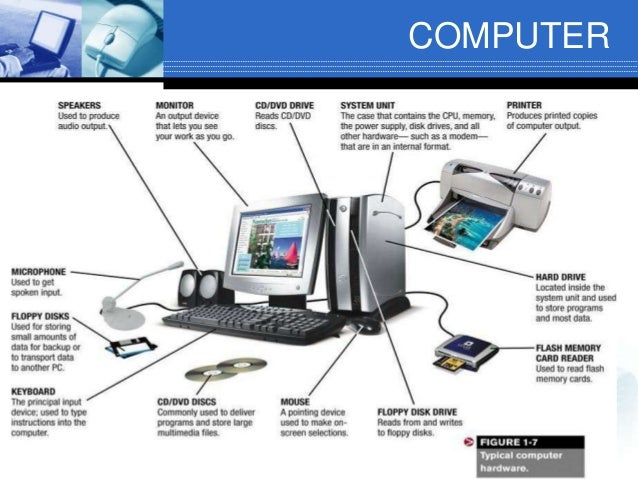 COMPUTER
SPEAKERS
Used to produce
audio output.
MONITOR
An output device
that lets you see
your work as you go.
CD/DVD DRIVE
Reads CD/DVD
discs.
SYSTEM UNIT
The case that contains the CPU, memory,
the power supply, disk drives, and all
other hardware—such as a modem—
that are in an internal format.
PRINTER
Produces printed copies
of computer output.
MICROPHONE
Used to get
spoken input.
FLOPPY DISKS
Used for storing
small amounts of
data for backup or
to transport data
to another PC.
KEYBOARD
The principal input
device; used to type
instructions into the
computer.
CD/DVD DISCS
Commonly used to deliver
programs and store large
multimedia files.
MOUSE
A pointing device
used to make on-
screen selections.
FLOPPY DISK DRIVE
Reads from and writes
to floppy disks.
HARD DRIVE
Located inside the
system unit and used
to store programs
and most data.
FLASH MEMORY
CARD READER
Used to read flash
memory cards.
FIGURE 1-7
Typical computer
hardware.